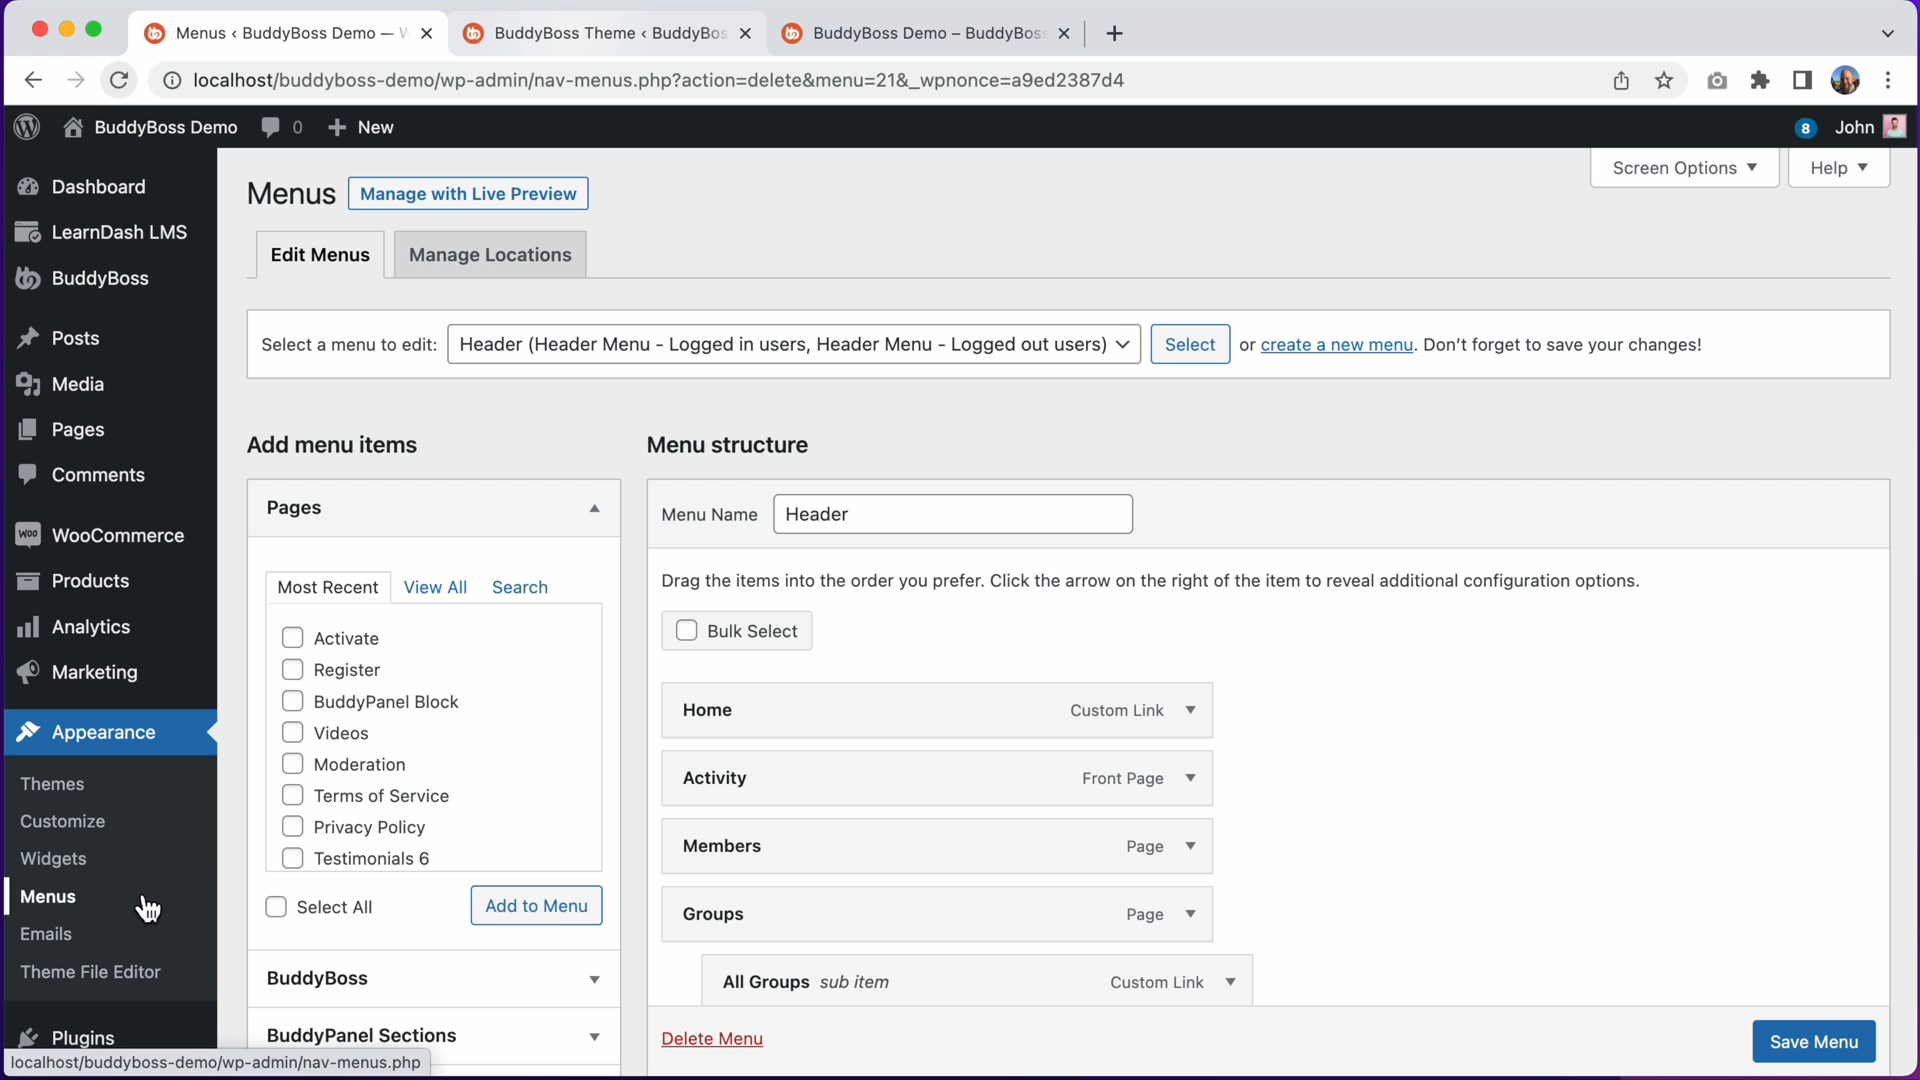 Menus ‹ BuddyBoss Demo — W
BuddyBoss Theme ‹ BuddyBos
BuddyBoss Demo – BuddyBoss
localhost/buddyboss-demo/wp-admin/nav-menus.php?action=delete&menu=21&_wpnonce=a9ed2387d4
BuddyBoss Demo 0 New
8 John
Screen Options
Help
Dashboard
LearnDash LMS
BuddyBoss
Posts
Media
Pages
Comments
WOO WooCommerce
Products
Analytics
Marketing
Appearance
Themes
Customize
Widgets
Menus
Emails
Theme File Editor
Plugins
localhost/buddyboss-demo/wp-admin/nav-menus.php
Menus
Manage with Live Preview
Edit Menus
Manage Locations
Select a menu to edit: Header (Header Menu - Logged in users, Header Menu - Logged out users) Select or create a new menu. Don’t forget to save your changes!
Add menu items
Pages
Most Recent View All Search
Activate
Register
BuddyPanel Block
Videos
Moderation
Terms of Service
Privacy Policy
Testimonials 6
Select All
Add to Menu
BuddyBoss
BuddyPanel Sections
Menu structure
Menu Name Header
Drag the items into the order you prefer. Click the arrow on the right of the item to reveal additional configuration options.
Bulk Select
Home Custom Link
Activity Front Page
Members Page
Groups Page
All Groups sub item Custom Link
Delete Menu
Save Menu